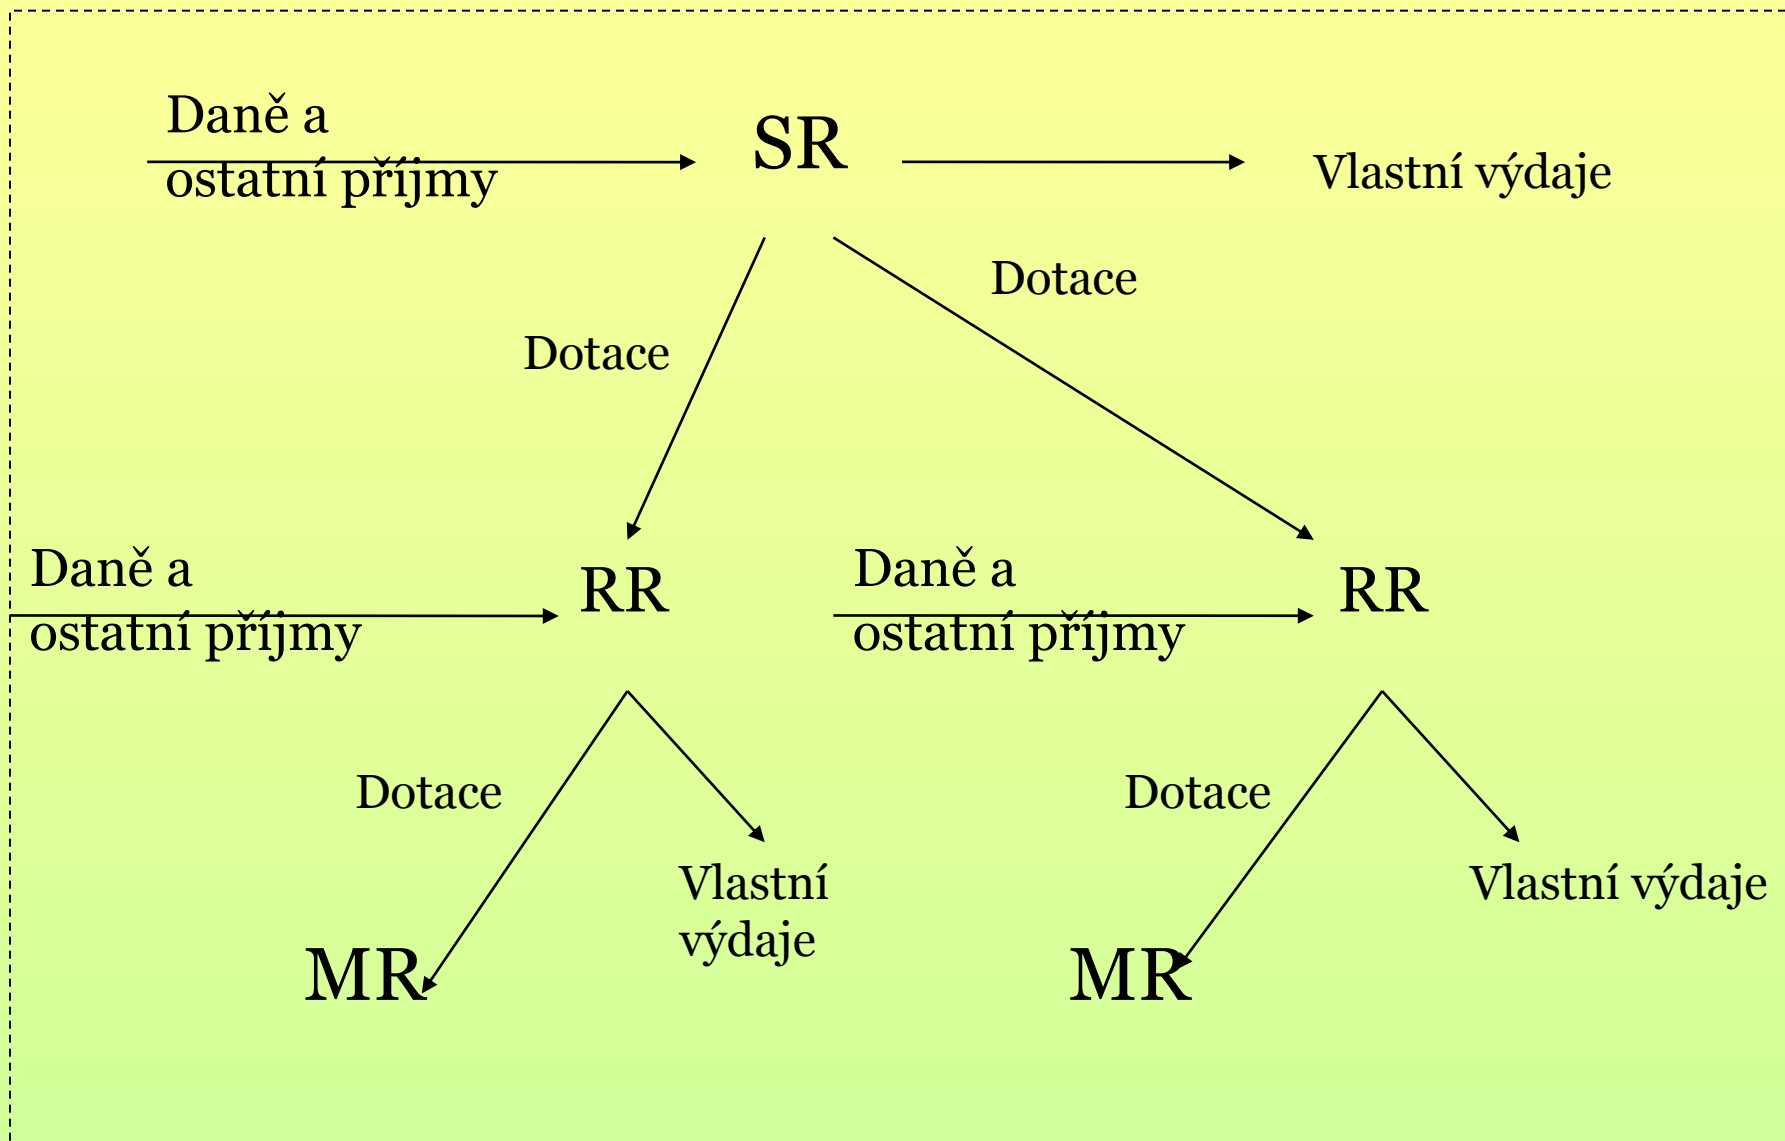 Daně a
ostatní příjmy
SR
Vlastní výdaje
Dotace
Dotace
Daně a
ostatní příjmy
RR
Daně a
ostatní příjmy
RR
Dotace
Vlastní
výdaje
MR
Dotace
Vlastní výdaje
MR